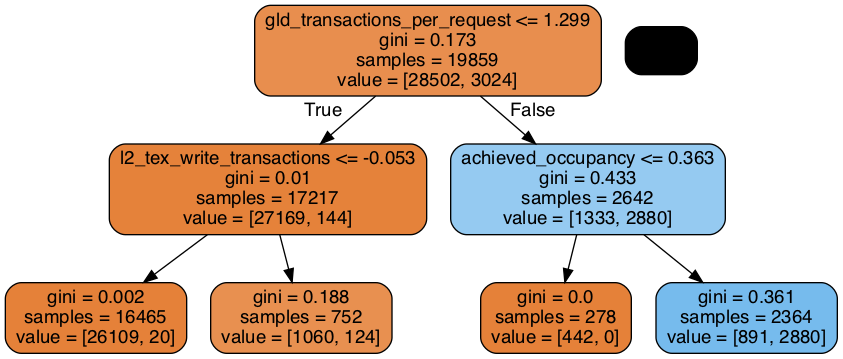 gld_transactions_per_request <= 1.299
gini = 0.173
samples = 19859
value = [28502, 3024]
True
False
l2_tex_write_transactions <= -0.053
gini = 0.01
samples = 17217
value = [27169, 144]
achieved_occupancy <= 0.363
gini = 0.433
samples = 2642
value = [1333, 2880]
gini = 0.002
samples = 16465
value = [26109, 20]
gini = 0.188
samples = 752
value = [1060, 124]
gini = 0.0
samples = 278
value = [442, 0]
gini = 0.361
samples = 2364
value = [891, 2880]